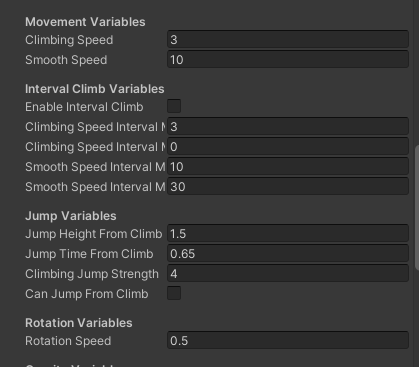 Movement Variables
Climbing Speed 3
Smooth Speed 10
Interval Climb Variables
Enable Interval Climb
Climbing Speed Interval M 3
Climbing Speed Interval M 0
Smooth Speed Interval M 10
Smooth Speed Interval M 30
Jump Variables
Jump Height From Climb 1.5
Jump Time From Climb 0.65
Climbing Jump Strength 4
Can Jump From Climb
Rotation Variables
Rotation Speed 0.5